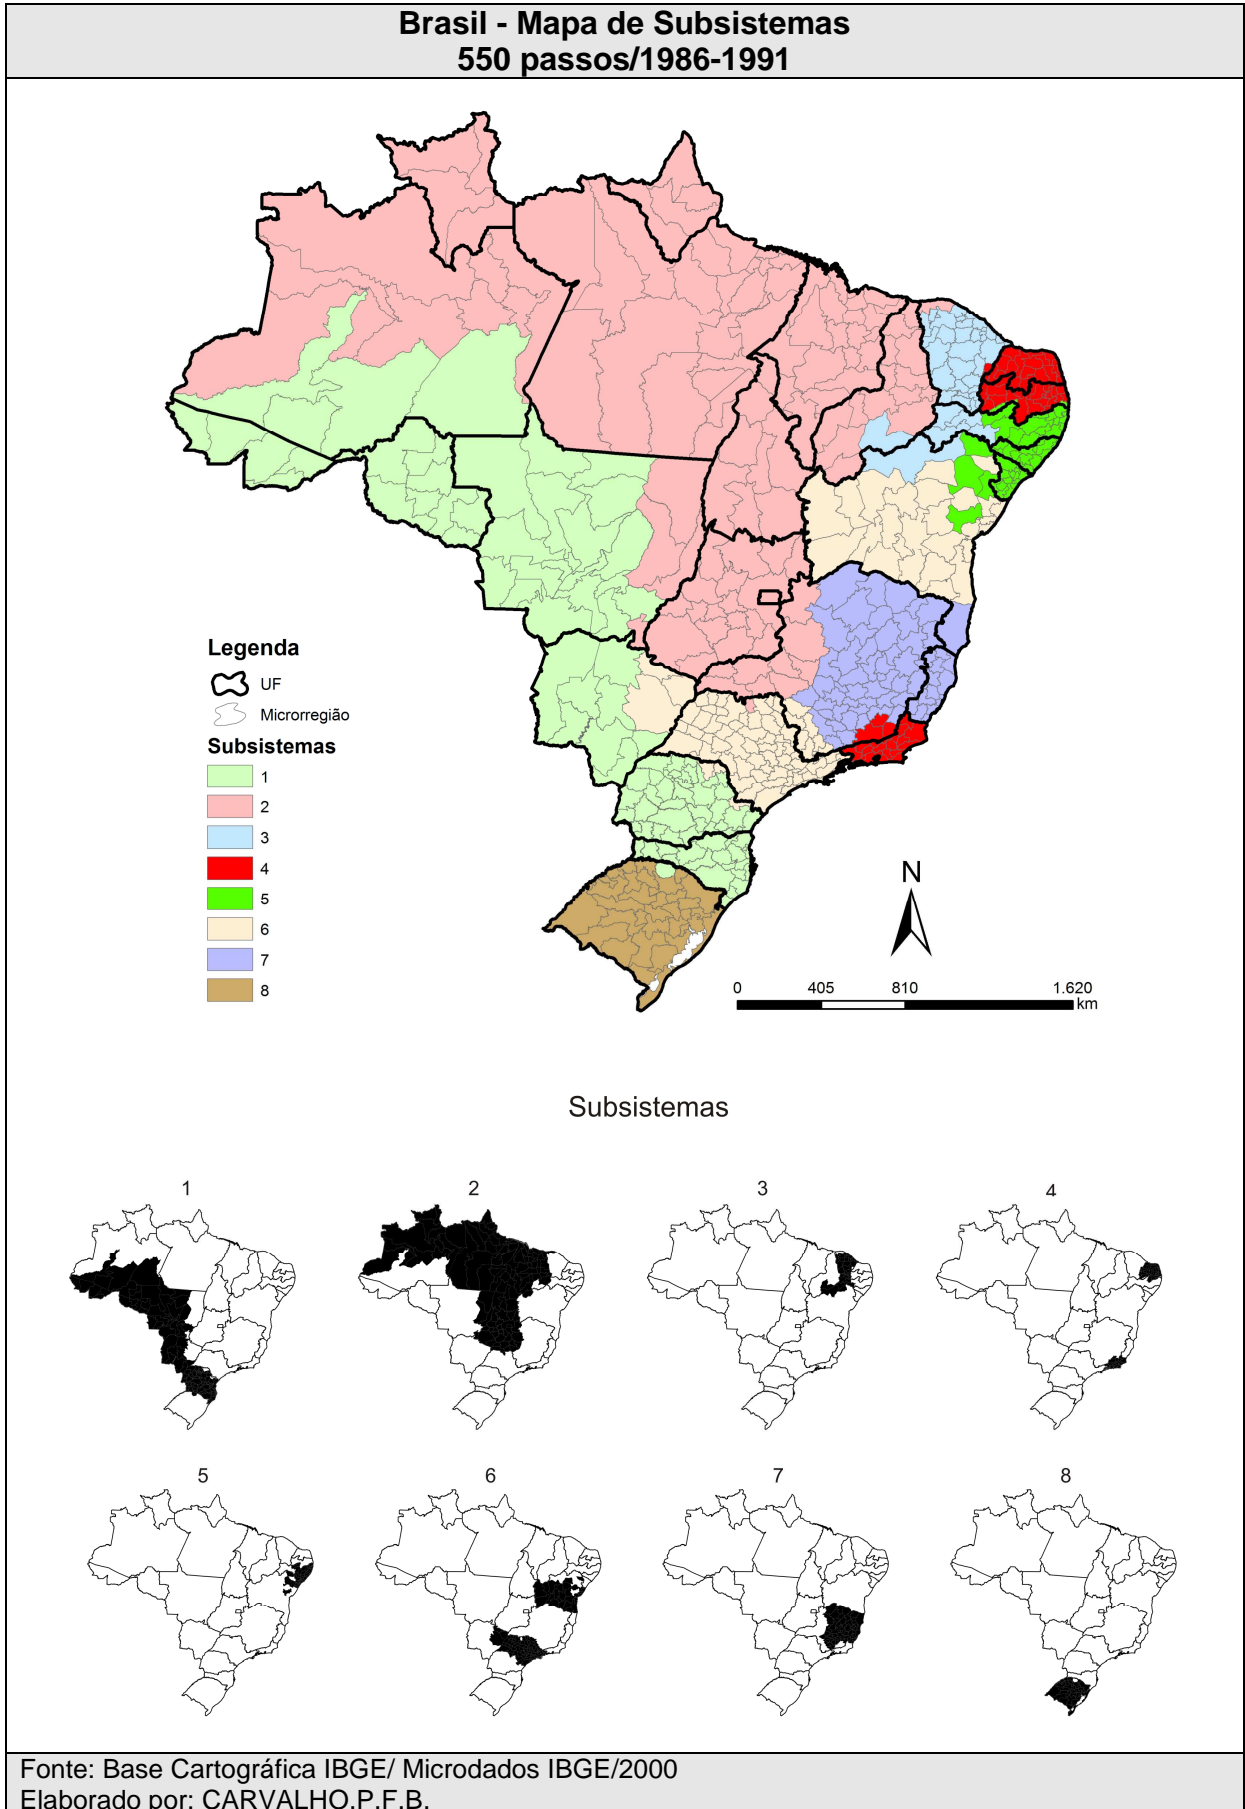 Brasil - Mapa de Subsistemas
550 passos/1986-1991
Legenda
UF
Microrregião
Subsistemas
1
2
3
4
5
6
7
8
N
0 405 810 1.620
km
Subsistemas
1 2 3 4
5 6 7 8
Fonte: Base Cartográfica IBGE/ Microdados IBGE/2000
Elaborado por: CARVALHO,P.F.B.